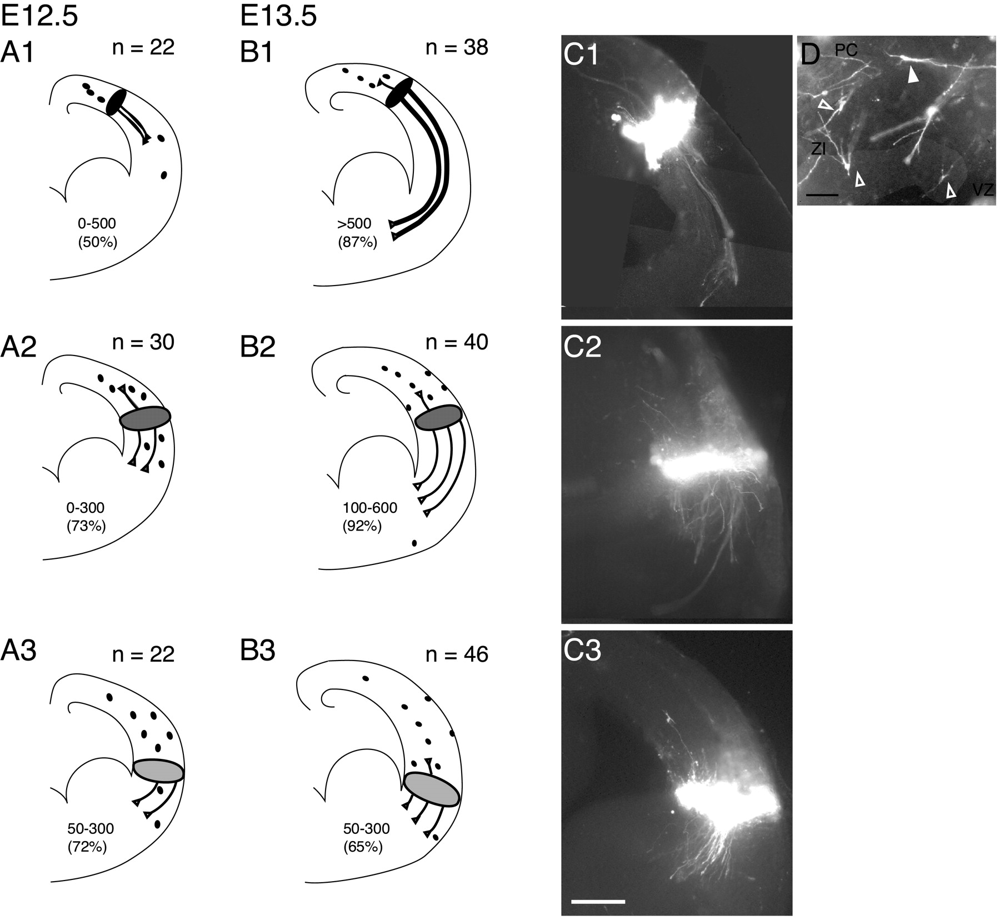 E12.5
E13.5
A1
n = 22
B1
n = 38
0-500
(50%)
>500
(87%)
C1
D
PC
ZI
VZ
A2
n = 30
B2
n = 40
0-300
(73%)
100-600
(92%)
C2
A3
n = 22
B3
n = 46
50-300
(72%)
50-300
(65%)
C3